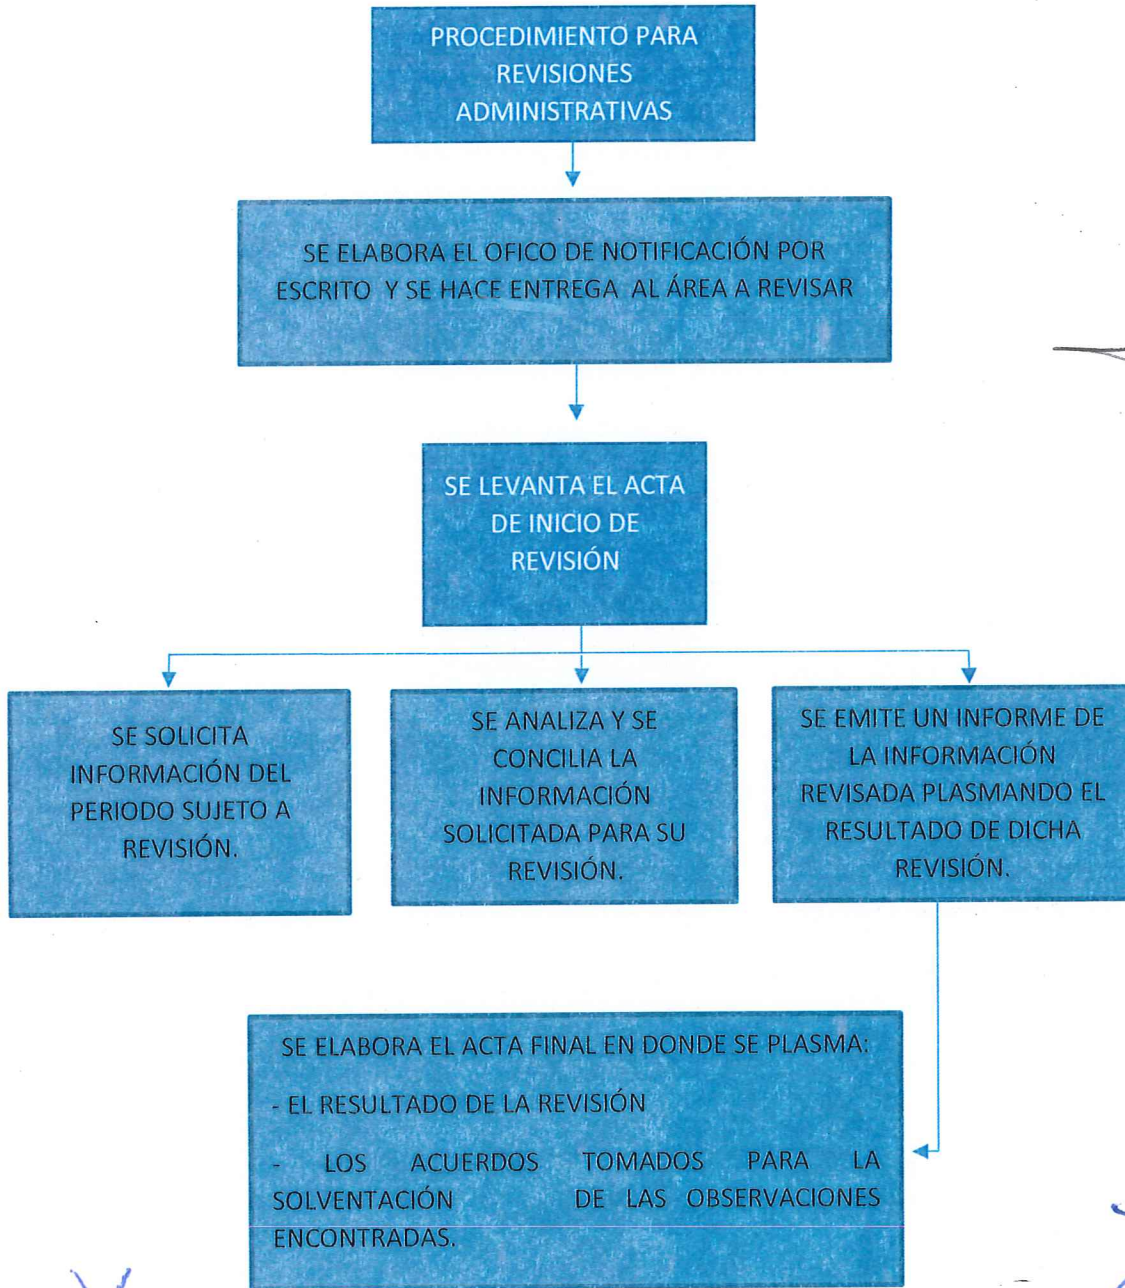 PROCEDIMIENTO PARA
REVISIONES
ADMINISTRATIVAS
SE ELABORA EL OFICO DE NOTIFICACIÓN POR
ESCRITO Y SE HACE ENTREGA AL ÁREA A REVISAR
SE LEVANTA EL ACTA
DE INICIO DE
REVISIÓN
SE SOLICITA
INFORMACIÓN DEL
PERIODO SUJETO A
REVISIÓN.
SE ANALIZA Y SE
CONCILIA LA
INFORMACIÓN
SOLICITADA PARA SU
REVISIÓN.
SE EMITE UN INFORME DE
LA INFORMACIÓN
REVISADA PLASMANDO EL
RESULTADO DE DICHA
REVISIÓN.
SE ELABORA EL ACTA FINAL EN DONDE SE PLASMA:
- EL RESULTADO DE LA REVISIÓN
- LOS ACUERDOS TOMADOS PARA LA
SOLVENTACIÓN DE LAS OBSERVACIONES
ENCONTRADAS.